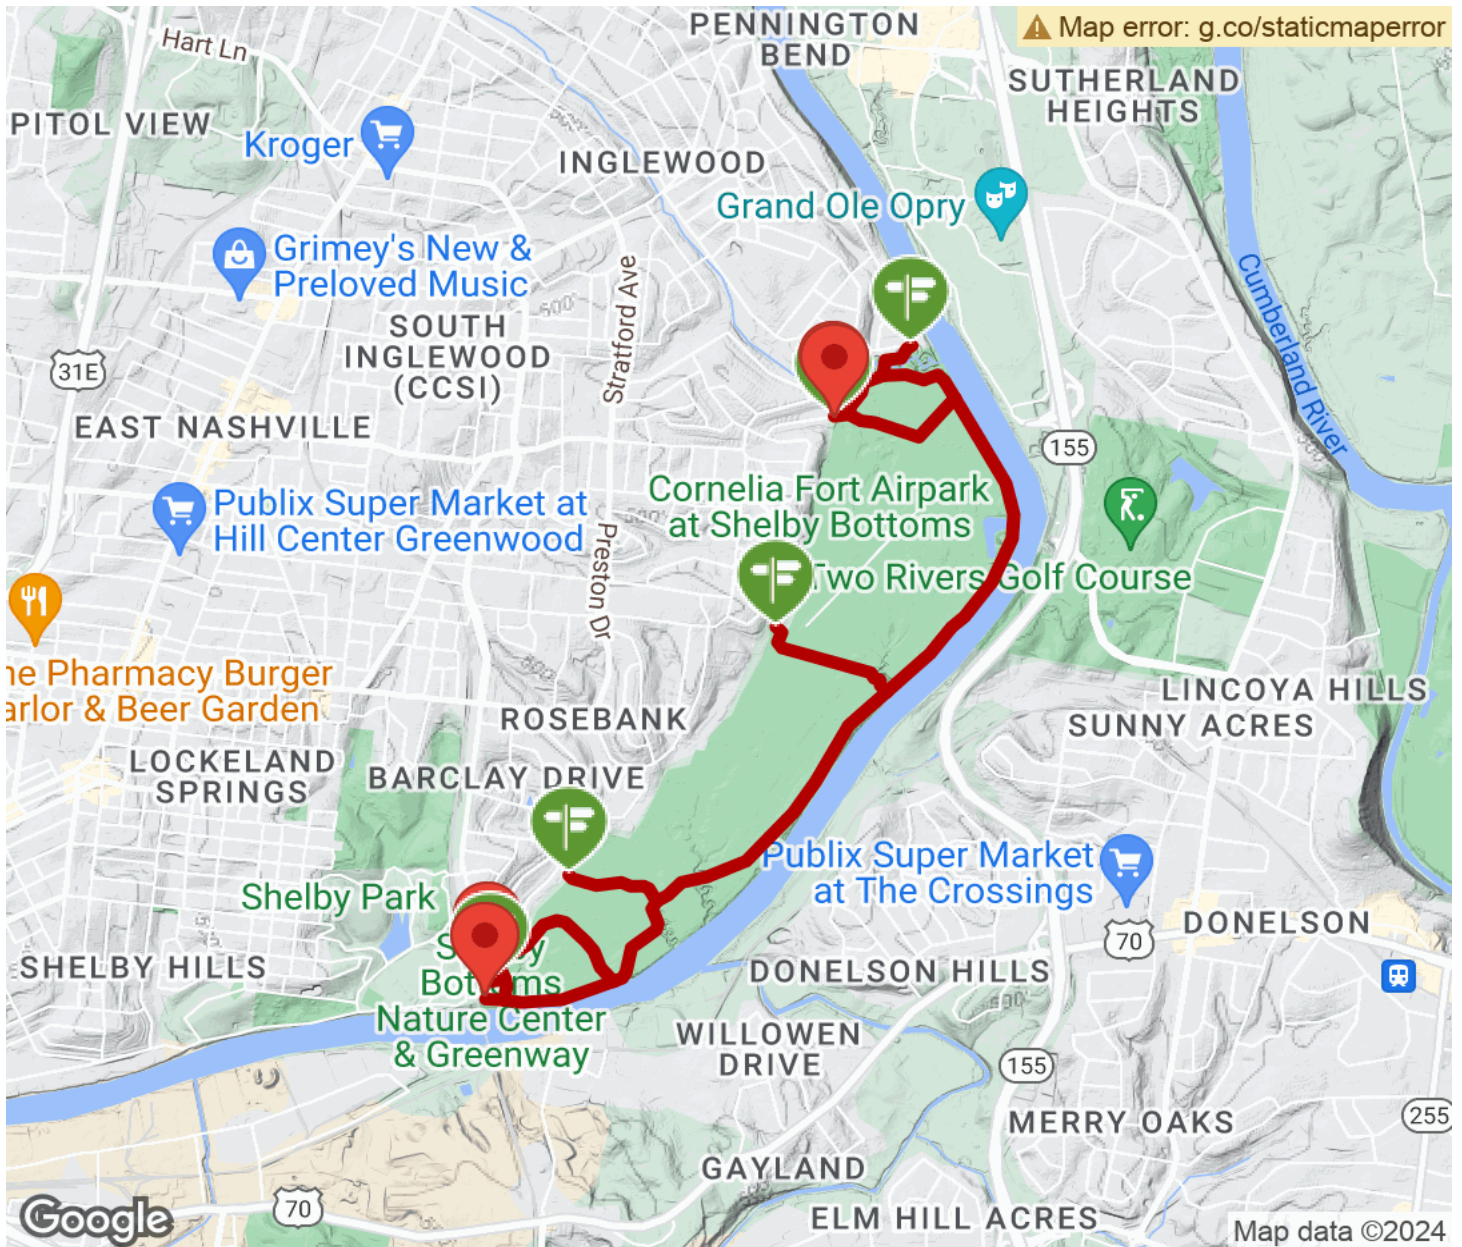 PENNINGTON
BEND
Map error: g.co/staticmaperror
Hart Ln
SUTHERLAND
HEIGHTS
PITOL VIEW
Kroger
INGLEWOOD
Grand Ole Opry
Grimey's New &
Preloved Music
500'
Stratford Ave
Cumberland River
SOUTH
INGLEWOOD
(CCSI)
31E
EAST NASHVILLE
155
Cornelia Fort Airpark
at Shelby Bottoms
Publix Super Market at
Hill Center Greenwood
Preston Dr
Two Rivers Golf Course
ne Pharmacy Burger
arlor & Beer Garden
LINCOYA HILLS
SUNNY ACRES
ROSEBANK
LOCKELAND
SPRINGS
BARCLAY DRIVE
Publix Super Market
at The Crossings
Shelby Park
DONELSON
70
SHELBY HILLS
S y
Bot ms
Nature Center
& Greenway
DONELSON HILLS
500'
WILLOWEN
DRIVE
155
MERRY OAKS
255
GAYLAND
70
ELM HILL ACRES
Google
Map data ©2024